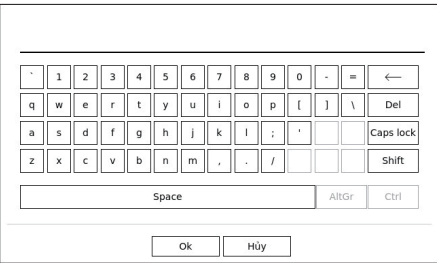 ` 1 2 3 4 5 6 7 8 9 0 - = ←
q w e r t y u i o p [ ] \ Del
a s d f g h j k l ; ' Caps lock
z x c v b n m , . / Shift
Space AltGr Ctrl
Ok Hủy